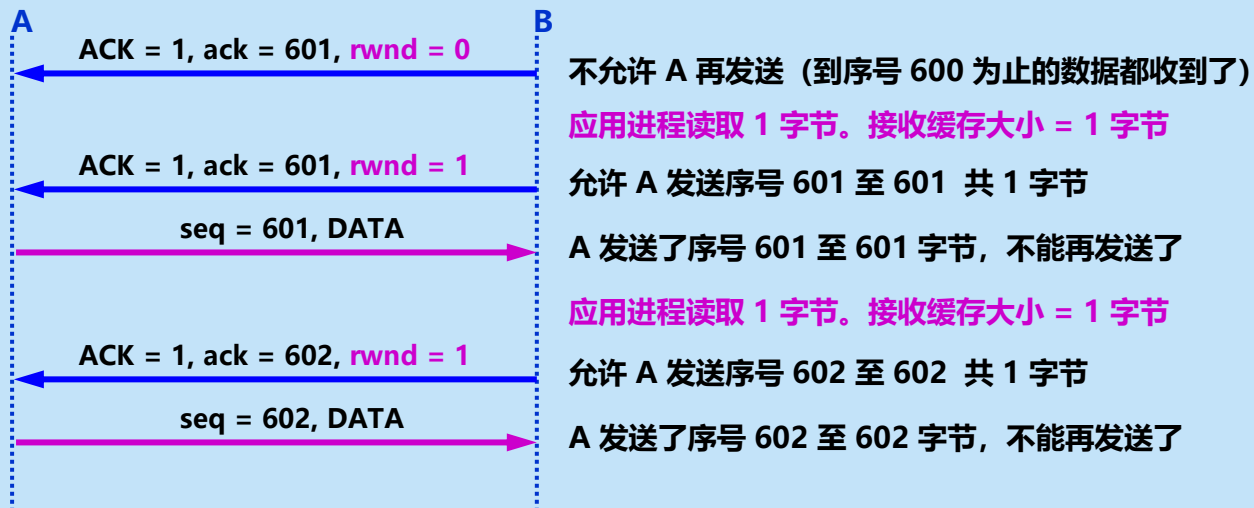 A
B
ACK = 1, ack = 601, rwnd = 0
不允许 A 再发送（到序号 600 为止的数据都收到了）
应用进程读取 1 字节。接收缓存大小 = 1 字节
ACK = 1, ack = 601, rwnd = 1
允许 A 发送序号 601 至 601 共 1 字节
seq = 601, DATA
A 发送了序号 601 至 601 字节，不能再发送了
应用进程读取 1 字节。接收缓存大小 = 1 字节
ACK = 1, ack = 602, rwnd = 1
允许 A 发送序号 602 至 602 共 1 字节
seq = 602, DATA
A 发送了序号 602 至 602 字节，不能再发送了